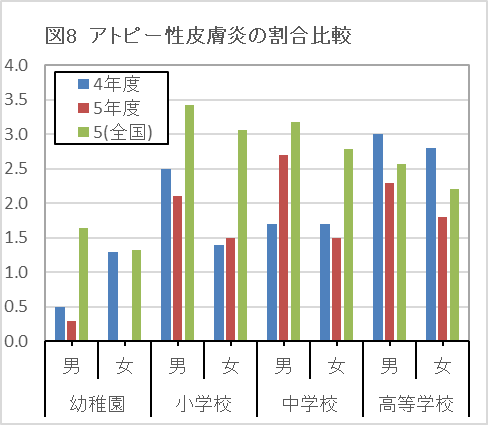 図8 アトピー性皮膚炎の割合比較
4.0
3.5
3.0
2.5
2.0
1.5
1.0
0.5
0.0
4年度
5年度
5(全国)
男 女 男 女 男 女 男 女
幼稚園 小学校 中学校 高等学校